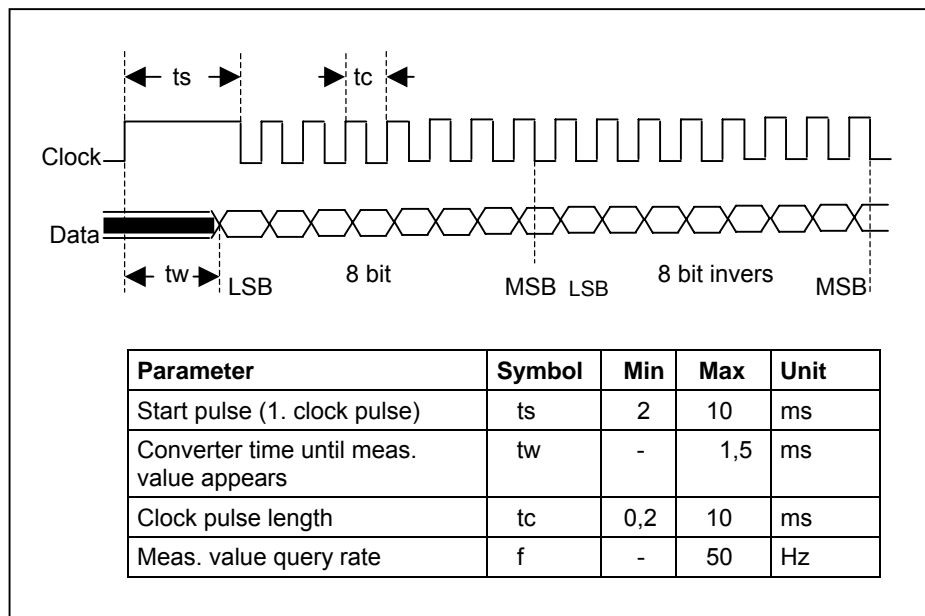 ts tc
Clock
Data
tw LSB 8 bit MSB LSB 8 bit invers MSB
Parameter Symbol Min Max Unit
Start pulse (1. clock pulse) ts 2 10 ms
Converter time until meas. tw - 1,5 ms
value appears
Clock pulse length tc 0,2 10 ms
Meas. value query rate f - 50 Hz